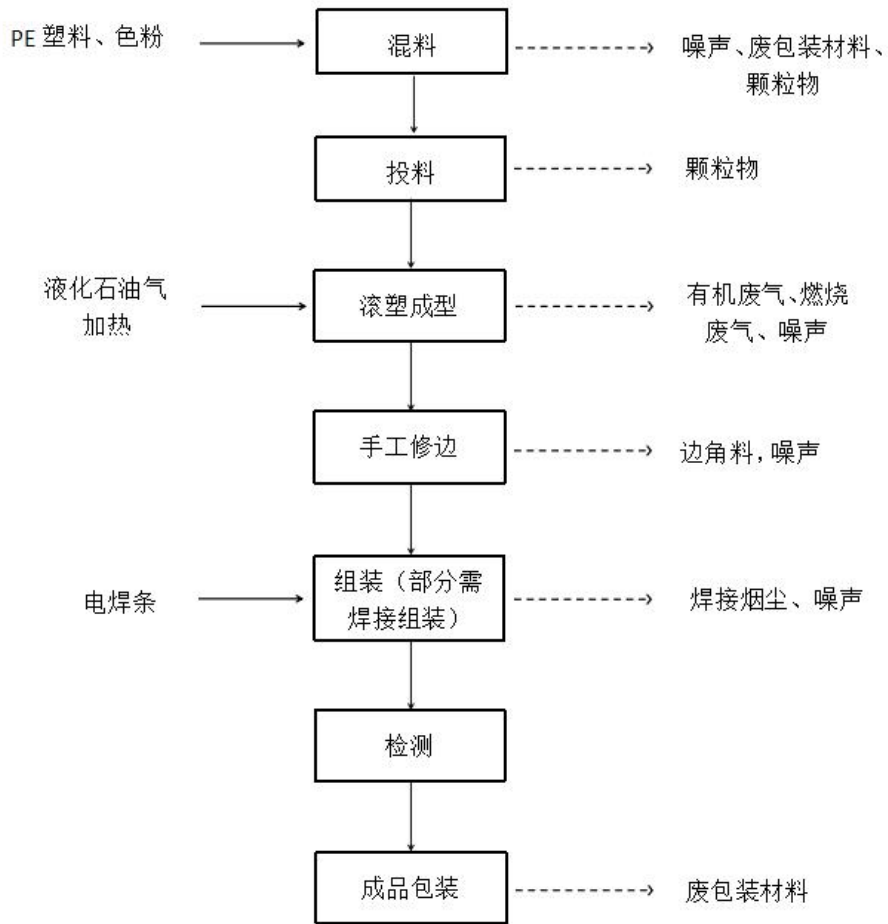 PE 塑料、色粉
混料
噪声、废包装材料、
颗粒物
投料
颗粒物
液化石油气
加热
滚塑成型
有机废气、燃烧
废气、噪声
手工修边
边角料，噪声
电焊条
组装（部分需
焊接组装）
焊接烟尘、噪声
检测
成品包装
废包装材料